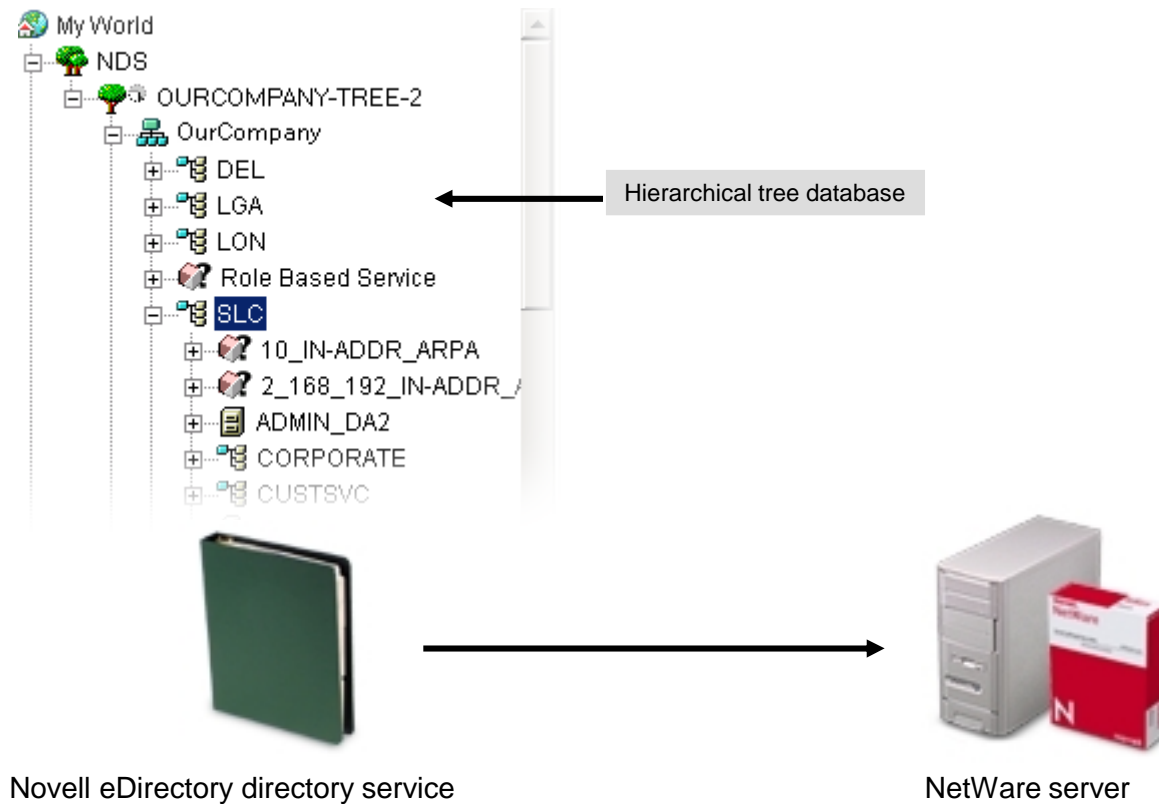 My World
NDS
OURCOMPANY-TREE-2
OurCompany
DEL
LGA
Hierarchical tree database
LON
Role Based Service
SLC
10_IN-ADDR_ARPA
2_168_192_IN-ADDR_
ADMIN_DA2
CORPORATE
CUSTSVC
NetWare
N
Novell eDirectory directory service
NetWare server